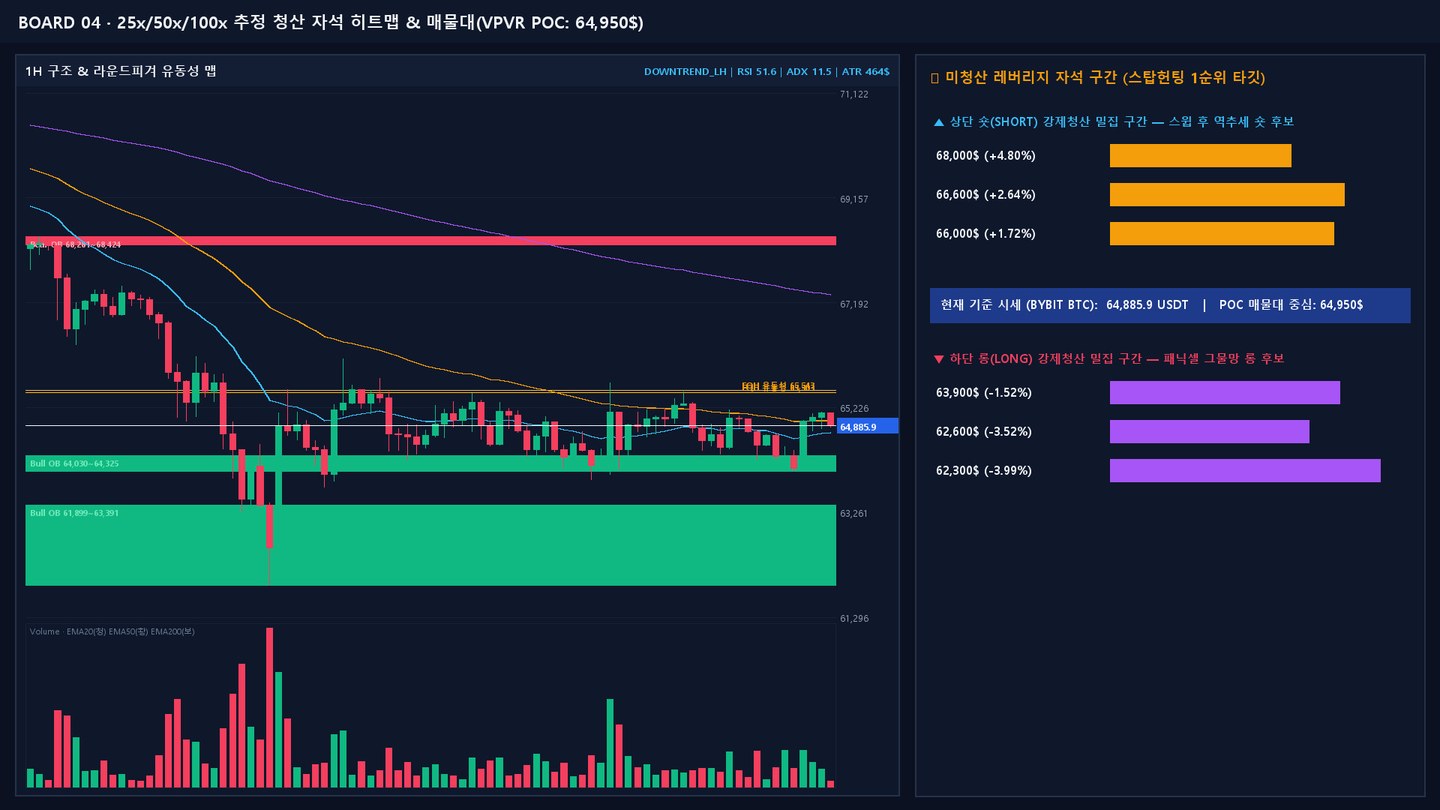 BOARD 04 · 25x/50x/100x 추정 청산 자석 히트맵 & 매물대(VPVR POC: 64,950$)
1H 구조 & 라운드피겨 유동성 맵
DOWNTREND_LH | RSI 51.6 | ADX 11.5 | ATR 464$
71,122
69,157
67,192
65,226
64,885.9
63,261
61,296
OB 68,261~68,424
Bull OB 64,030~64,325
Bull OB 61,899~63,391
Volume · EMA20(청) EMA50(황) EMA200(보)
미청산 레버리지 자석 구간 (스탑헌팅 1순위 타깃)
▲ 상단 숏(SHORT) 강제청산 밀집 구간 — 스윕 후 역추세 숏 후보
68,000$ (+4.80%)
66,600$ (+2.64%)
66,000$ (+1.72%)
현재 기준 시세 (BYBIT BTC): 64,885.9 USDT | POC 매물대 중심: 64,950$
▼ 하단 롱(LONG) 강제청산 밀집 구간 — 패닉셀 그물망 롱 후보
63,900$ (-1.52%)
62,600$ (-3.52%)
62,300$ (-3.99%)